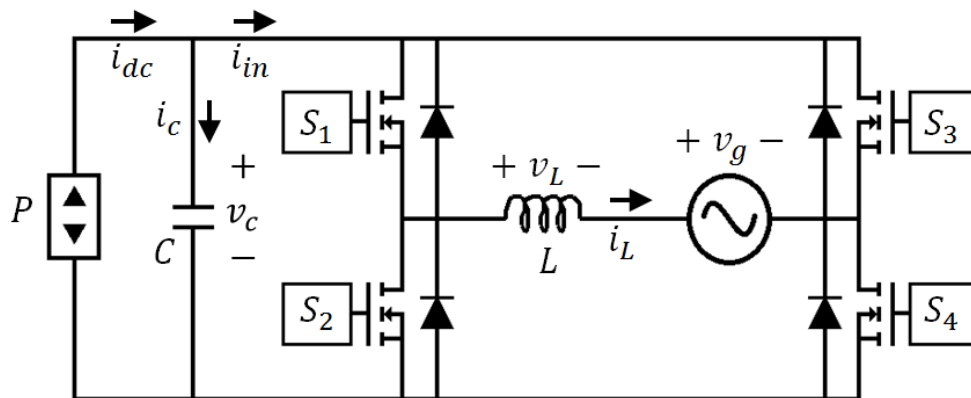 i_dc i_in
i_c
S_1 S_3
+ + v_L − + v_g −
P v_c
C − L i_L
S_2 S_4